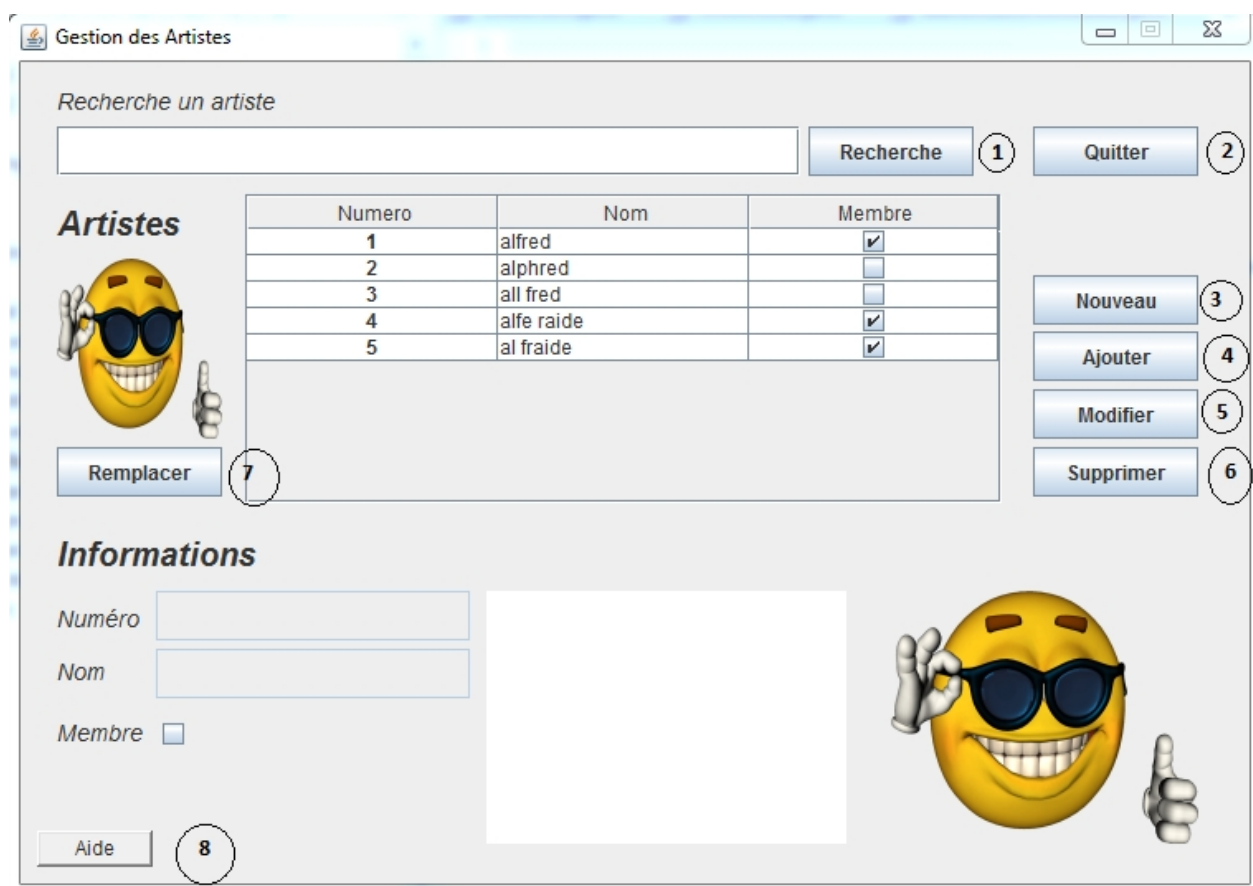 Gestion des Artistes
Recherche un artiste
Recherche 1 Quitter 2
Artistes
Numero Nom Membre
1 alfred ✔
2 alphred
3 all fred
4 alfe raide ✔
5 al fraide ✔
Nouveau 3
Ajouter 4
Modifier 5
Supprimer 6
Remplacer 7
Informations
Numéro
Nom
Membre
Aide 8